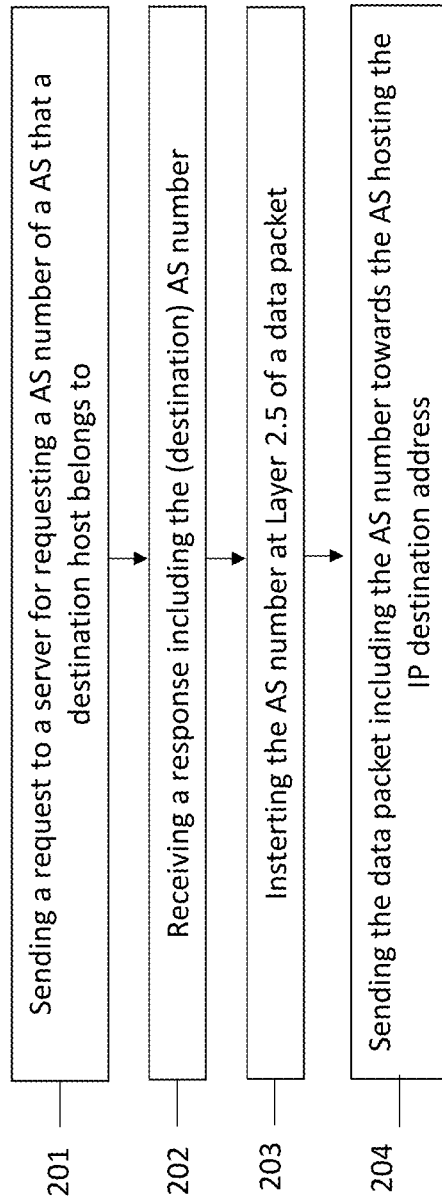 201
Sending a request to a server for requesting a AS number of a AS that a
destination host belongs to
202
Receiving a response including the (destination) AS number
203
Insterting the AS number at Layer 2.5 of a data packet
204
Sending the data packet including the AS number towards the AS hosting the
IP destination address